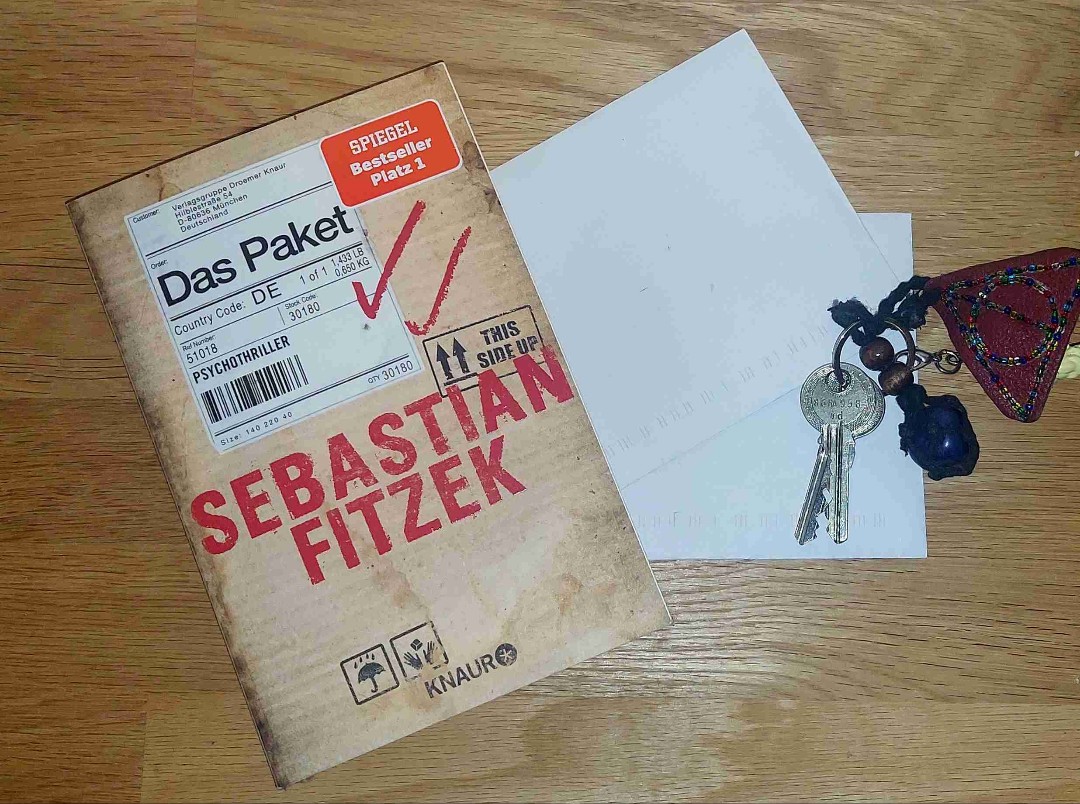 SPIEGEL
Bestseller
Platz 1
Customer:
Verlagsgruppe Droemer Knaur
Hilblestraße 54
D-80636 München
Deutschland
Order:
Das Paket
Country Code: DE
1 of 1
1,433 LB
0,650 KG
Ref Number:
51018
Stock Code:
30180
PSYCHOTHRILLER
QTY 30180
Size: 140 220 40
THIS
SIDE UP
SEBASTIAN
FITZEK
KNAUR